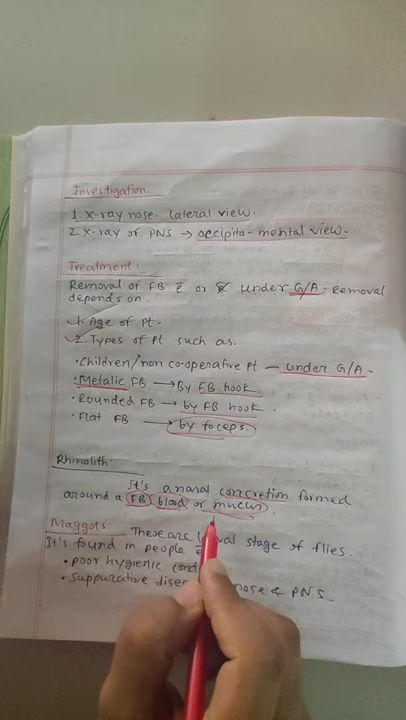 Investigation.
1. X-ray nose. lateral view.
2. X-ray of PNS → occipito-mental view.
Treatment:
Removal of FB c̄ or s̄ under G/A. Removal
depends on.
1. Age of Pt.
2. Types of Pt such as.
• Children/non co-operative Pt — under G/A.
• Metalic FB. → By FB hook.
• Rounded FB → by FB hook.
• Flat FB → by foceps.
Rhinolith:
It's a nasal concretion formed
around a FB, blood or mucus.
Maggots: These are stage of flies.
It's found in people
• poor hygienic
• suppurative nose & PNS.